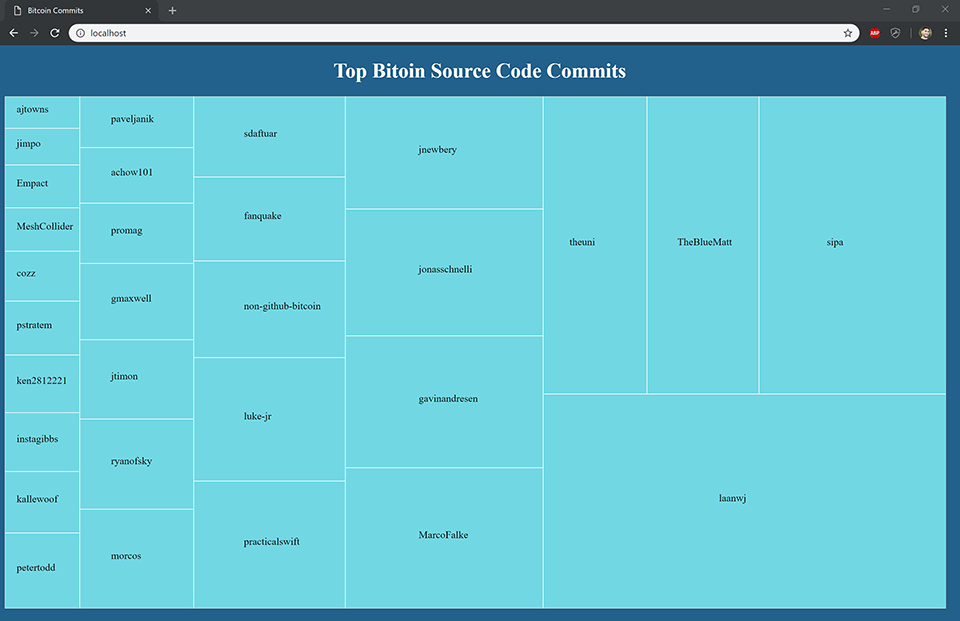 Bitcoin Commits
localhost
ABP
Top Bitoin Source Code Commits
ajtowns
jimpo
Empact
MeshCollider
cozz
pstratem
ken2812221
instagibbs
kallewoof
petertodd
paveljanik
achow101
promag
gmaxwell
jtimon
ryanofsky
morcos
sdaftuar
fanquake
non-github-bitcoin
luke-jr
practicalswift
jnewbery
jonasschnelli
gavinandresen
MarcoFalke
theuni
TheBlueMatt
sipa
laanwj